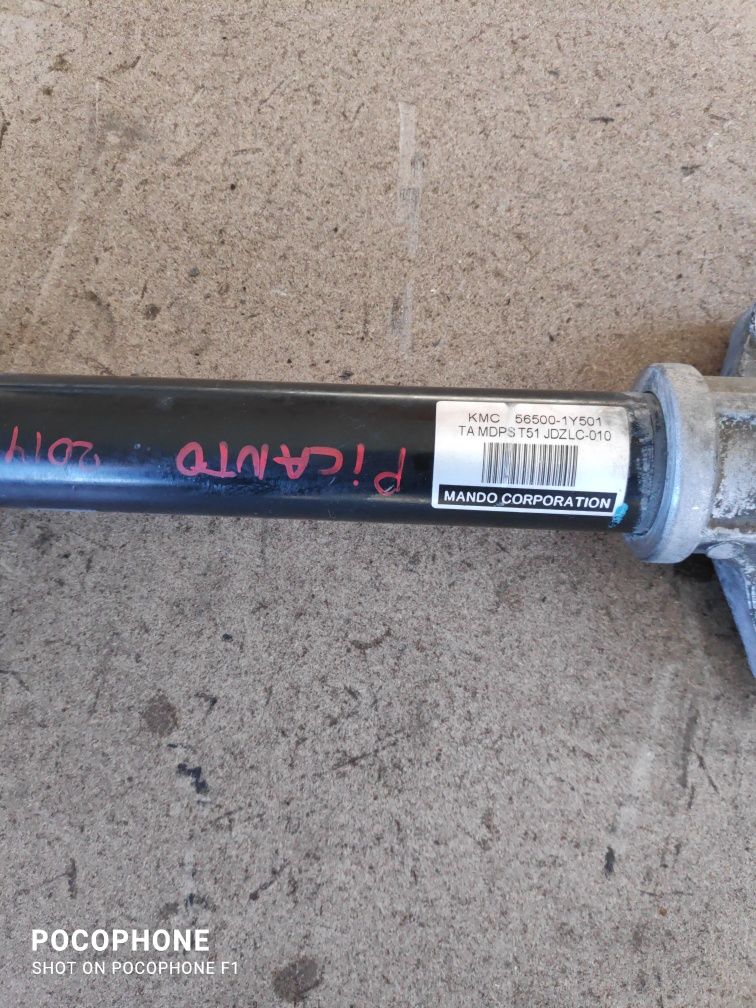 KMC 56500-1Y501
TA MDPS T51 JDZLC-010
MANDO CORPORATION
PiCANTO 2014
POCOPHONE
SHOT ON POCOPHONE F1